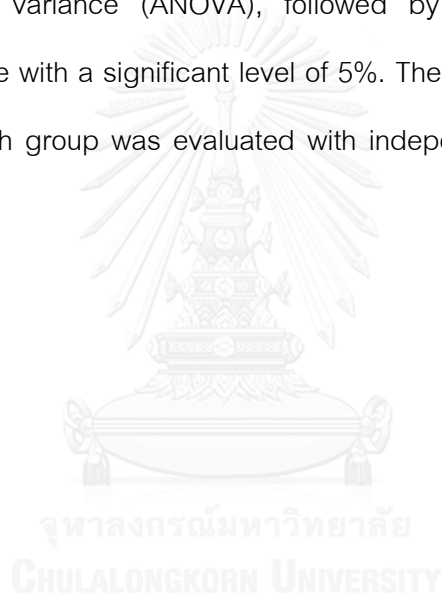 variance (ANOVA), followed by
e with a significant level of 5%. The
h group was evaluated with indep
จุฬาลงกรณ์มหาวิทยาลัย
CHULALONGKORN UNIVERSITY